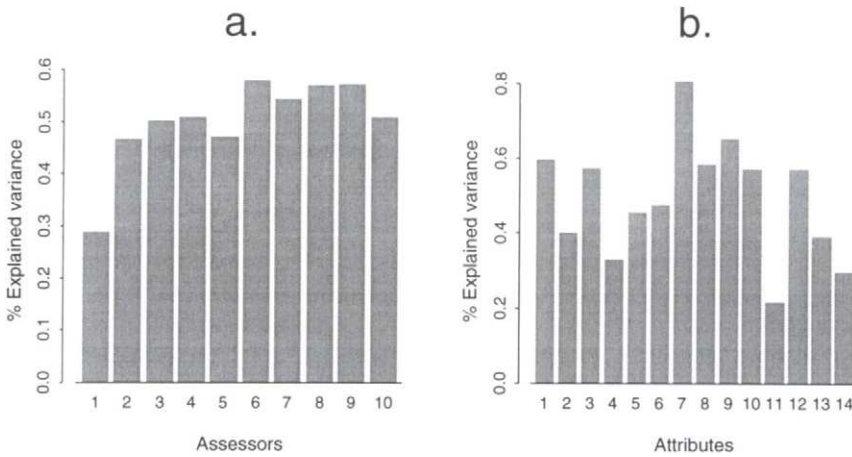 a.
% Explained variance
0.6
0.5
0.4
0.3
0.2
0.1
0.0
1 2 3 4 5 6 7 8 9 10
Assessors
b.
% Explained variance
0.8
0.6
0.4
0.2
0.0
1 2 3 4 5 6 7 8 9 10 11 12 13 14
Attributes